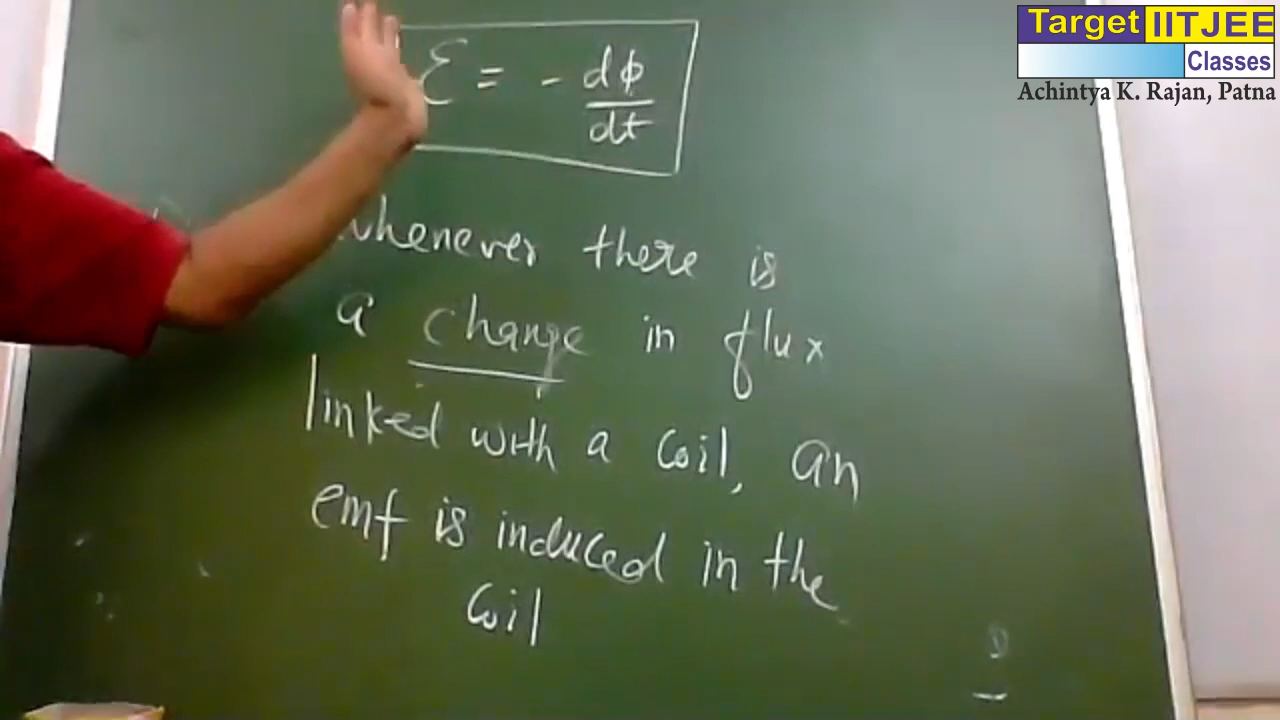 Target IITJEE
Classes
Achintya K. Rajan, Patna
ℰ = - dϕ/dt
whenever there is
a change in flux
linked with a coil, an
emf is induced in the
coil